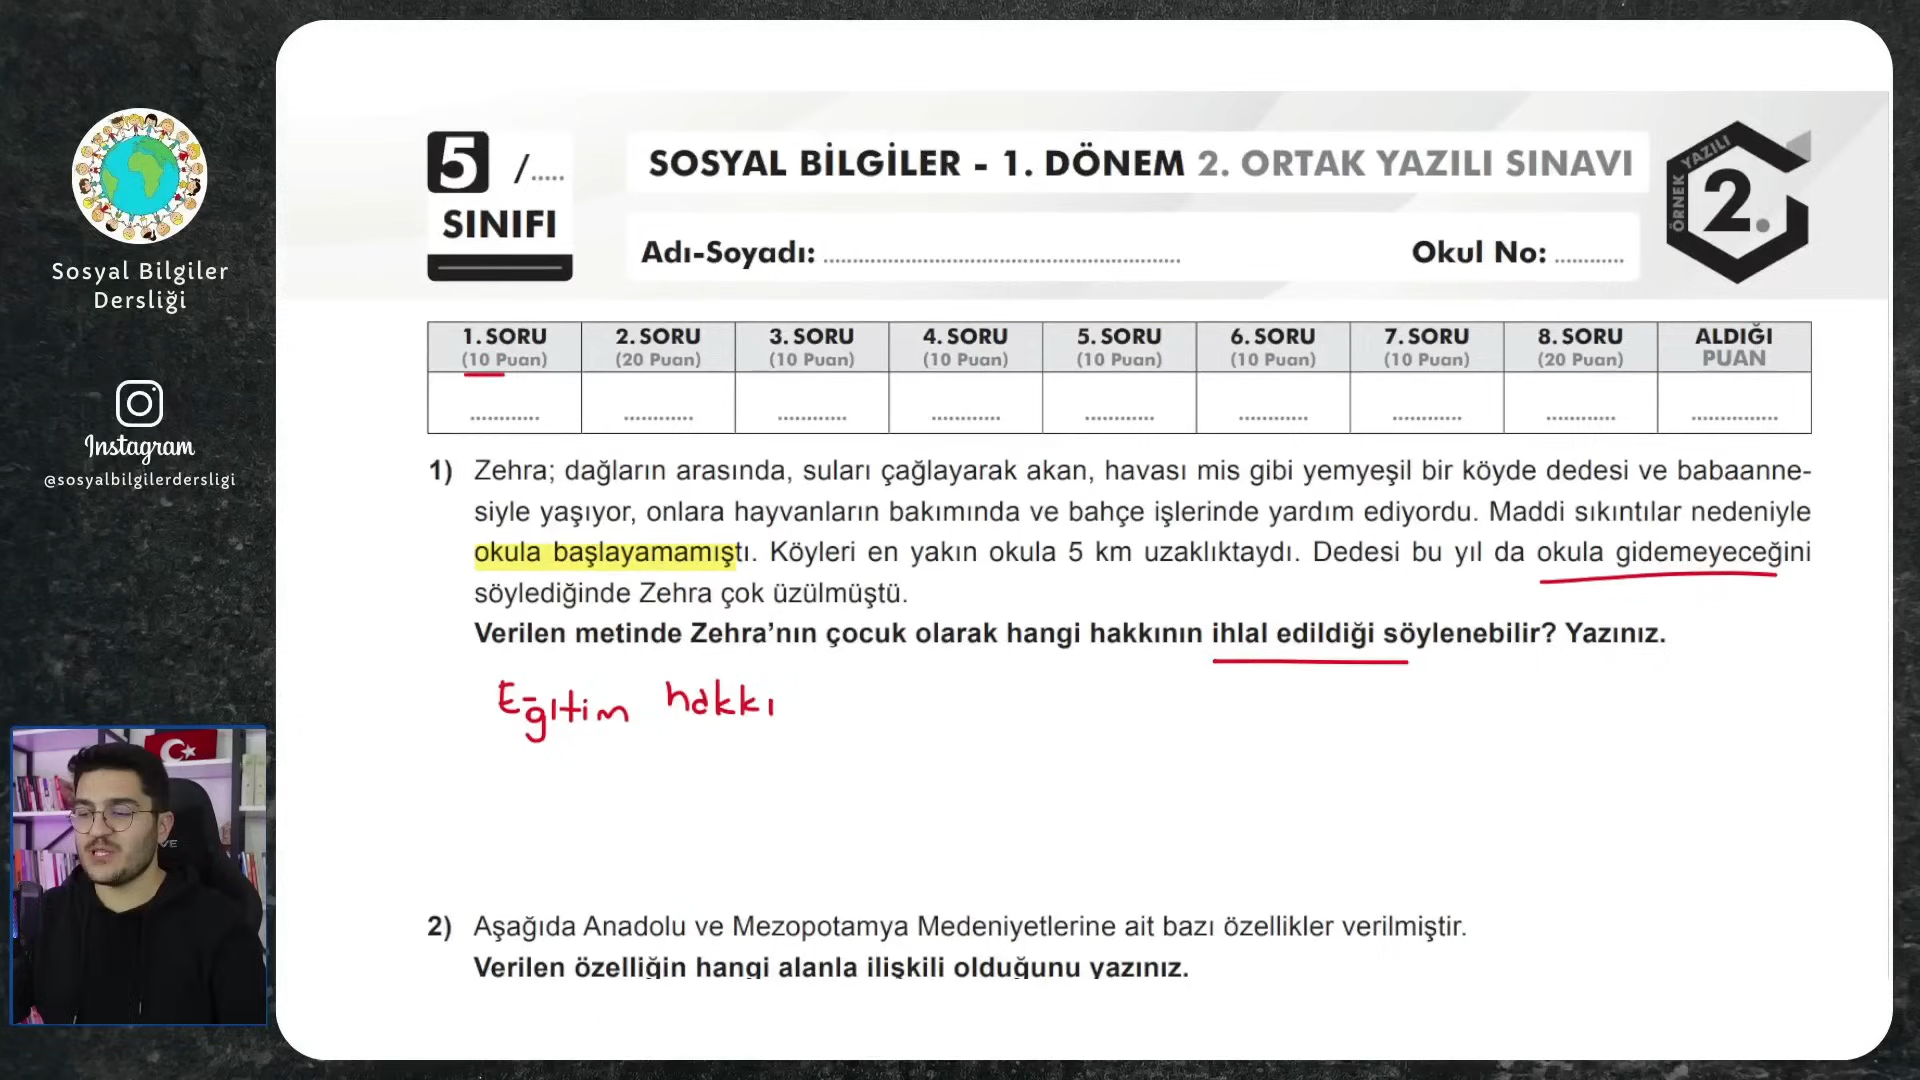 Sosyal Bilgiler
Dersliği
Instagram
@sosyalbilgilerdersligi
5 / .....
SINIFI
SOSYAL BİLGİLER - 1. DÖNEM 2. ORTAK YAZILI SINAVI
Adı-Soyadı: ........................................................
Okul No: ............
ÖRNEK YAZILI
2.
1. SORU (10 Puan) 2. SORU (20 Puan) 3. SORU (10 Puan) 4. SORU (10 Puan) 5. SORU (10 Puan) 6. SORU (10 Puan) 7. SORU (10 Puan) 8. SORU (20 Puan) ALDIĞI PUAN
............ ............ ............ ............ ............ ............ ............ ............ ...............
1) Zehra; dağların arasında, suları çağlayarak akan, havası mis gibi yemyeşil bir köyde dedesi ve babaanne-
siyle yaşıyor, onlara hayvanların bakımında ve bahçe işlerinde yardım ediyordu. Maddi sıkıntılar nedeniyle
okula başlayamamıştı. Köyleri en yakın okula 5 km uzaklıktaydı. Dedesi bu yıl da okula gidemeyeceğini
söylediğinde Zehra çok üzülmüştü.
Verilen metinde Zehra'nın çocuk olarak hangi hakkının ihlal edildiği söylenebilir? Yazınız.
Eğitim hakkı
2) Aşağıda Anadolu ve Mezopotamya Medeniyetlerine ait bazı özellikler verilmiştir.
Verilen özelliğin hangi alanla ilişkili olduğunu yazınız.